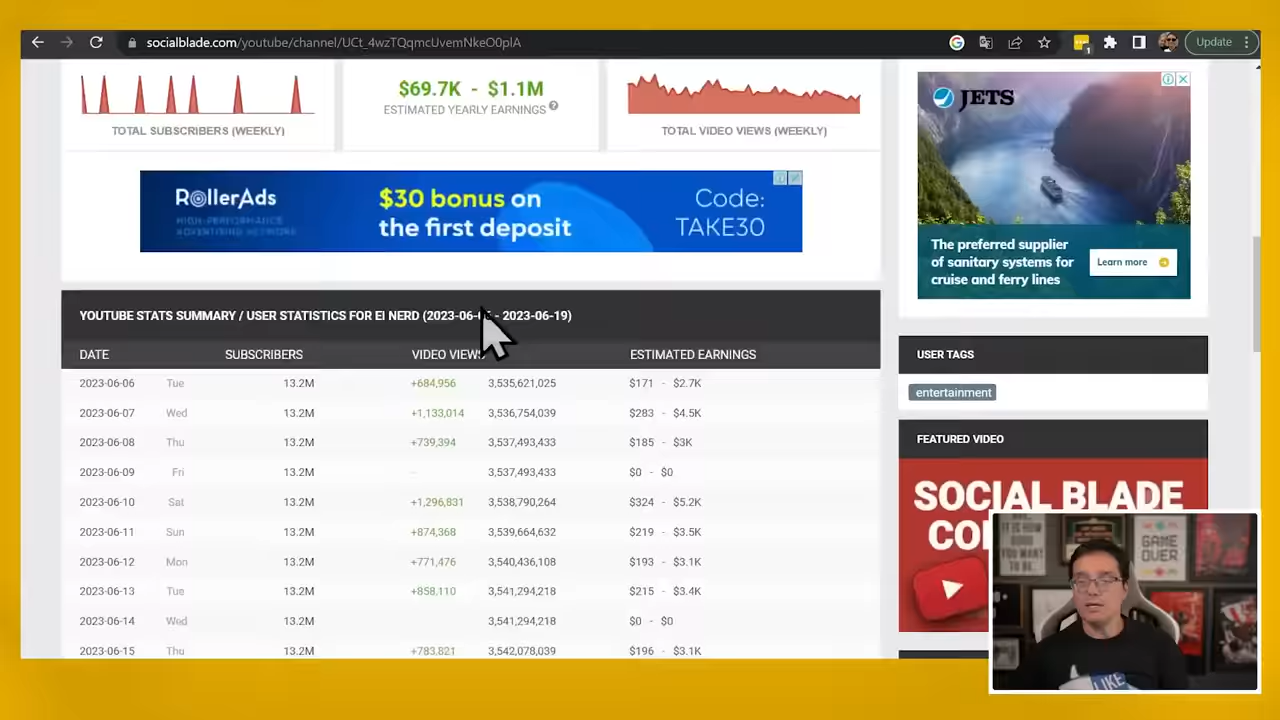 socialblade.com/youtube/channel/UCt_4wzTQqmcUvemNkeO0plA
1
Update
TOTAL SUBSCRIBERS (WEEKLY)
$69.7K - $1.1M
ESTIMATED YEARLY EARNINGS
TOTAL VIDEO VIEWS (WEEKLY)
RollerAds
HIGH-PERFORMANCE
ADVERTISING NETWORK
$30 bonus on
the first deposit
Code:
TAKE30
JETS
The preferred supplier
of sanitary systems for
cruise and ferry lines
Learn more
YOUTUBE STATS SUMMARY / USER STATISTICS FOR EI NERD (2023-06- - 2023-06-19)
DATE SUBSCRIBERS VIDEO VIEWS ESTIMATED EARNINGS
2023-06-06 Tue 13.2M +684,956 3,535,621,025 $171 - $2.7K
2023-06-07 Wed 13.2M +1,133,014 3,536,754,039 $283 - $4.5K
2023-06-08 Thu 13.2M +739,394 3,537,493,433 $185 - $3K
2023-06-09 Fri 13.2M -- 3,537,493,433 $0 - $0
2023-06-10 Sat 13.2M +1,296,831 3,538,790,264 $324 - $5.2K
2023-06-11 Sun 13.2M +874,368 3,539,664,632 $219 - $3.5K
2023-06-12 Mon 13.2M +771,476 3,540,436,108 $193 - $3.1K
2023-06-13 Tue 13.2M +858,110 3,541,294,218 $215 - $3.4K
2023-06-14 Wed 13.2M 3,541,294,218 $0 - $0
2023-06-15 Thu 13.2M +783,821 3,542,078,039 $196 - $3.1K
USER TAGS
entertainment
FEATURED VIDEO
SOCIAL BLADE
GAME
OVER
LIKE